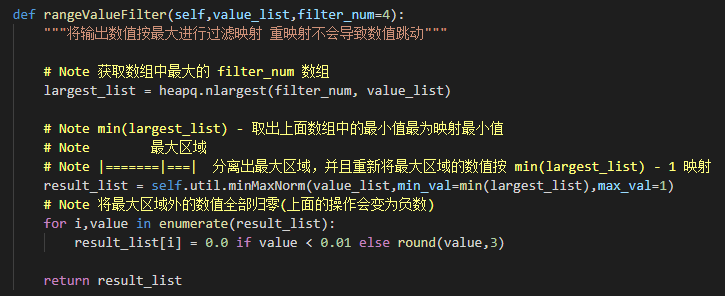 def rangeValueFilter(self,value_list,filter_num=4):
"""将输出数值按最大进行过滤映射 重映射不会导致数值跳动"""
# Note 获取数组中最大的 filter_num 数组
largest_list = heapq.nlargest(filter_num, value_list)
# Note min(largest_list) - 取出上面数组中的最小值最为映射最小值
# Note 最大区域
# Note |=======|===| 分离出最大区域，并且重新将最大区域的数值按 min(largest_list) - 1 映射
result_list = self.util.minMaxNorm(value_list,min_val=min(largest_list),max_val=1)
# Note 将最大区域外的数值全部归零(上面的操作会变为负数)
for i,value in enumerate(result_list):
result_list[i] = 0.0 if value < 0.01 else round(value,3)
return result_list